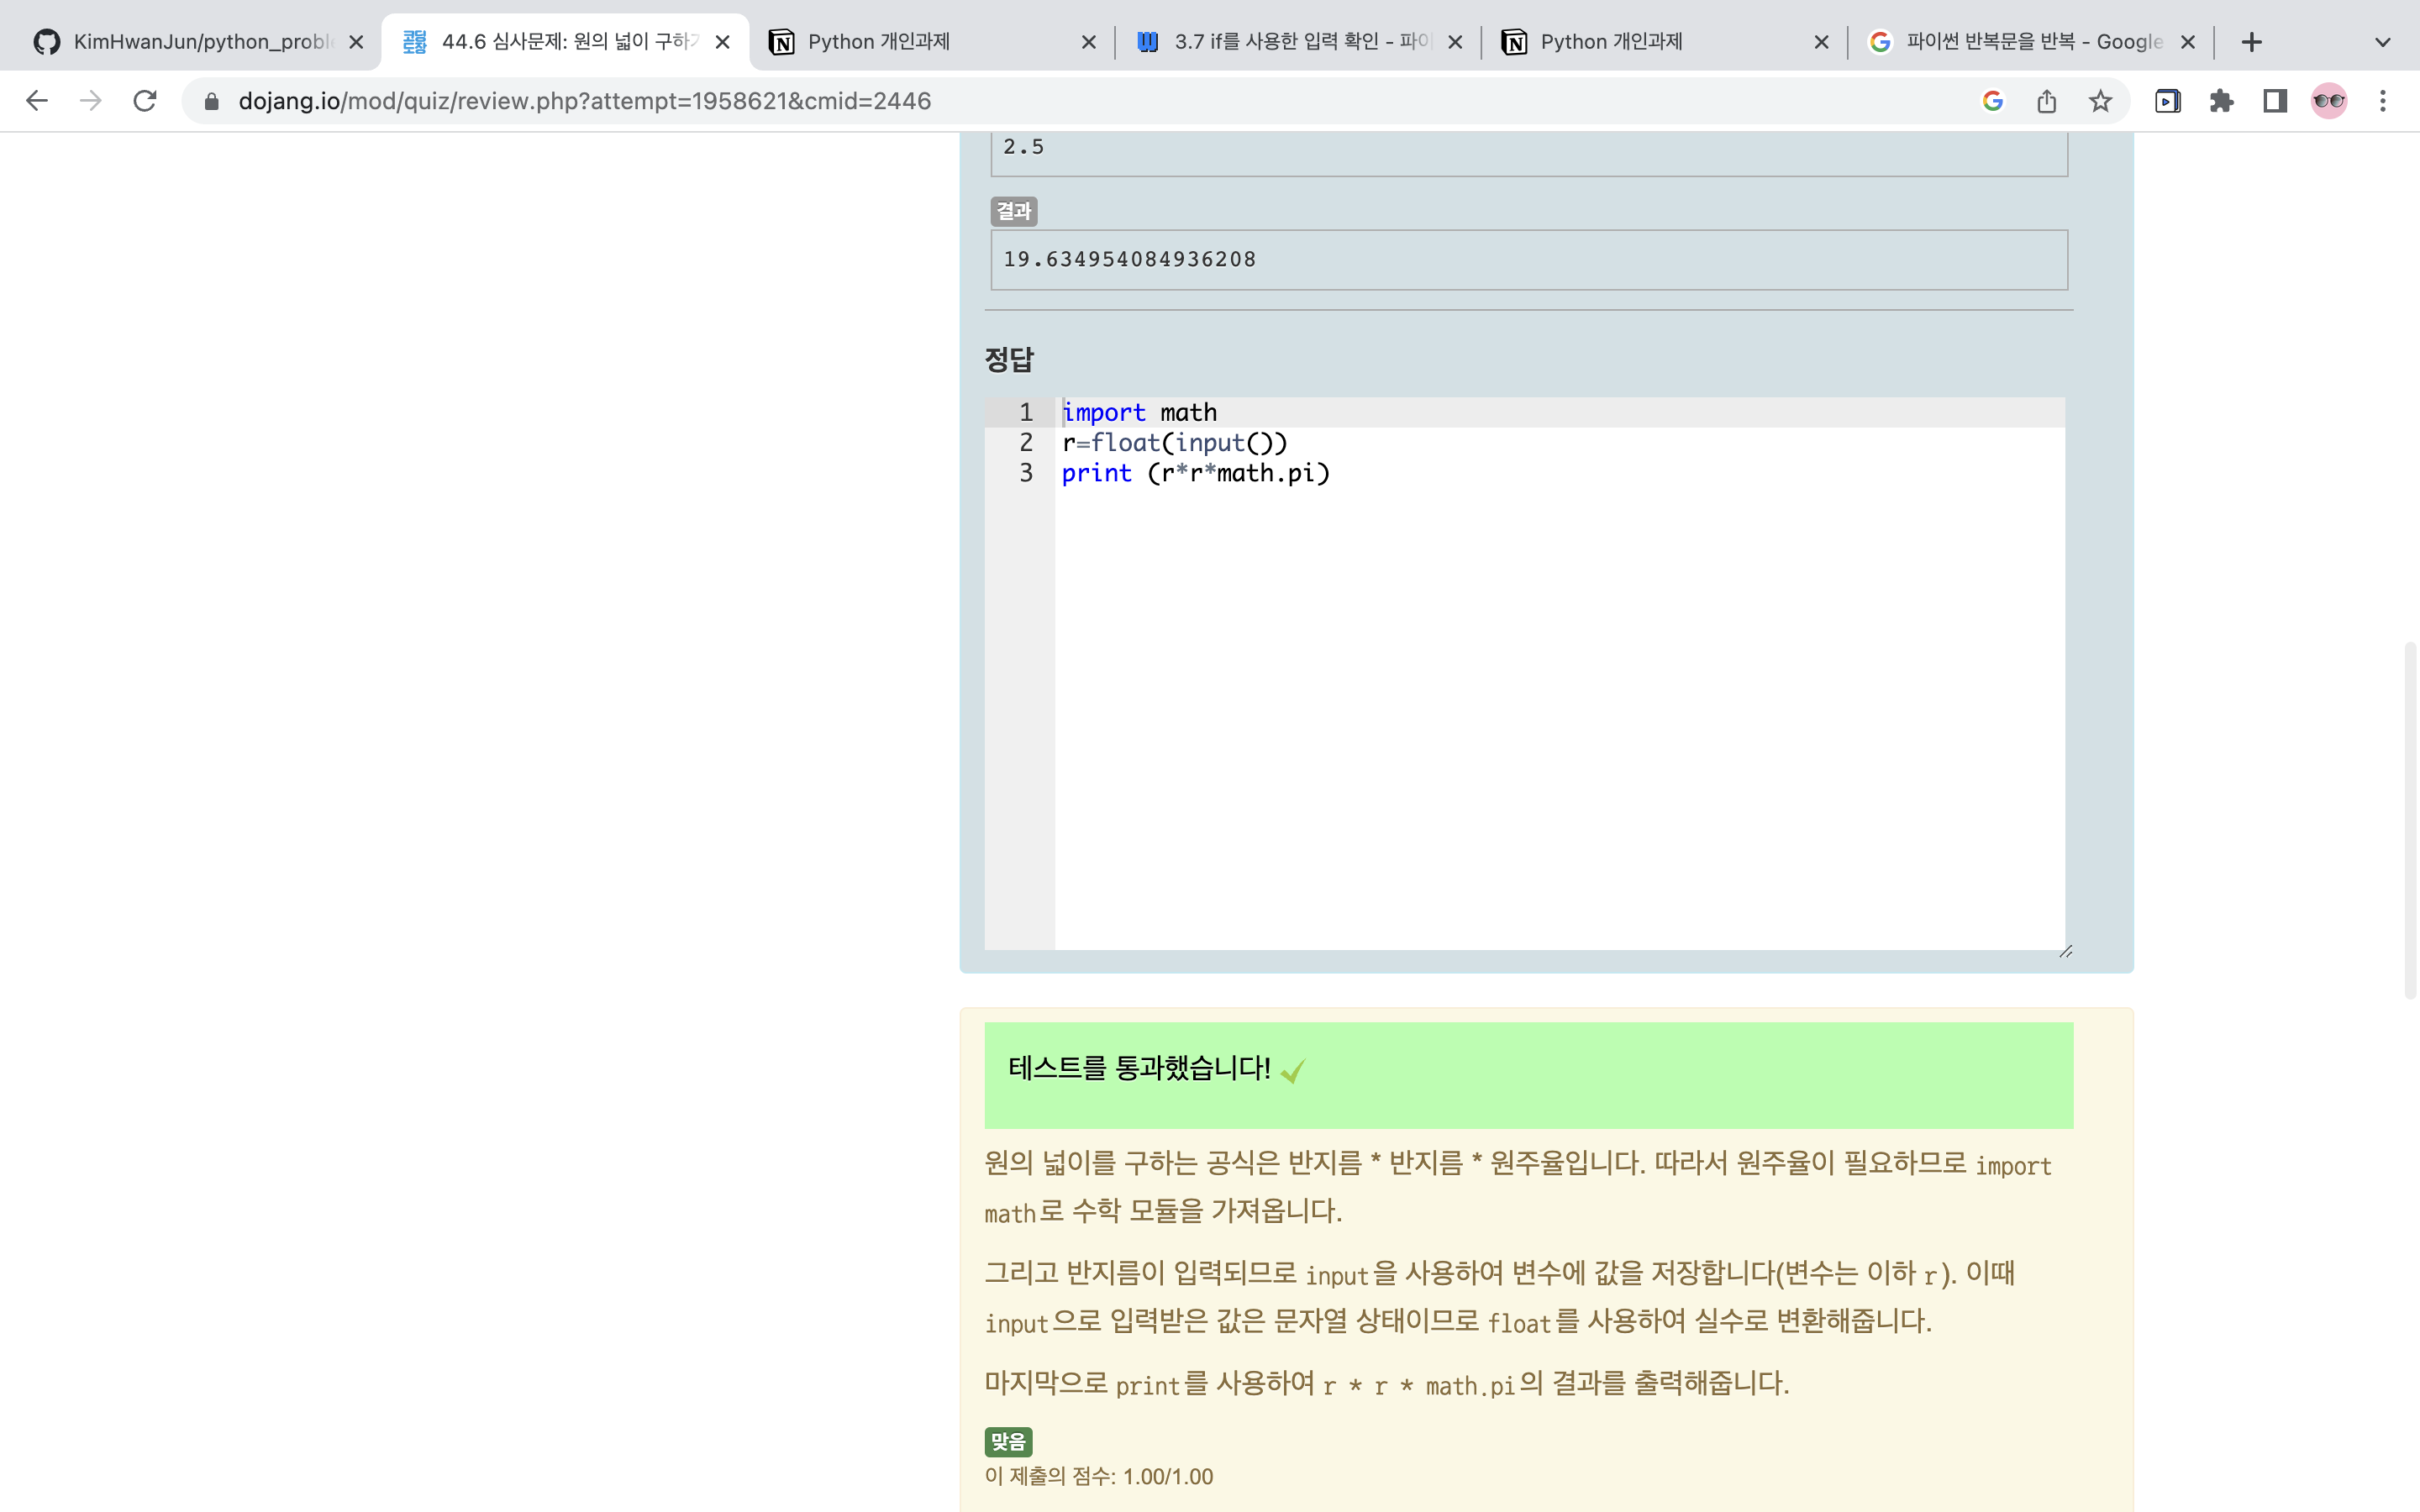 KimHwanJun/python_proble
코딩
도장
44.6 심사문제: 원의 넓이 구하기
Python 개인과제
3.7 if를 사용한 입력 확인 - 파이
Python 개인과제
파이썬 반복문을 반복 - Google
dojang.io/mod/quiz/review.php?attempt=1958621&cmid=2446
2.5
결과
19.634954084936208
정답
1 import math
2 r=float(input())
3 print (r*r*math.pi)
테스트를 통과했습니다!
원의 넓이를 구하는 공식은 반지름 * 반지름 * 원주율입니다. 따라서 원주율이 필요하므로 import
math로 수학 모듈을 가져옵니다.
그리고 반지름이 입력되므로 input을 사용하여 변수에 값을 저장합니다(변수는 이하 r). 이때
input으로 입력받은 값은 문자열 상태이므로 float를 사용하여 실수로 변환해줍니다.
마지막으로 print를 사용하여 r * r * math.pi의 결과를 출력해줍니다.
맞음
이 제출의 점수: 1.00/1.00